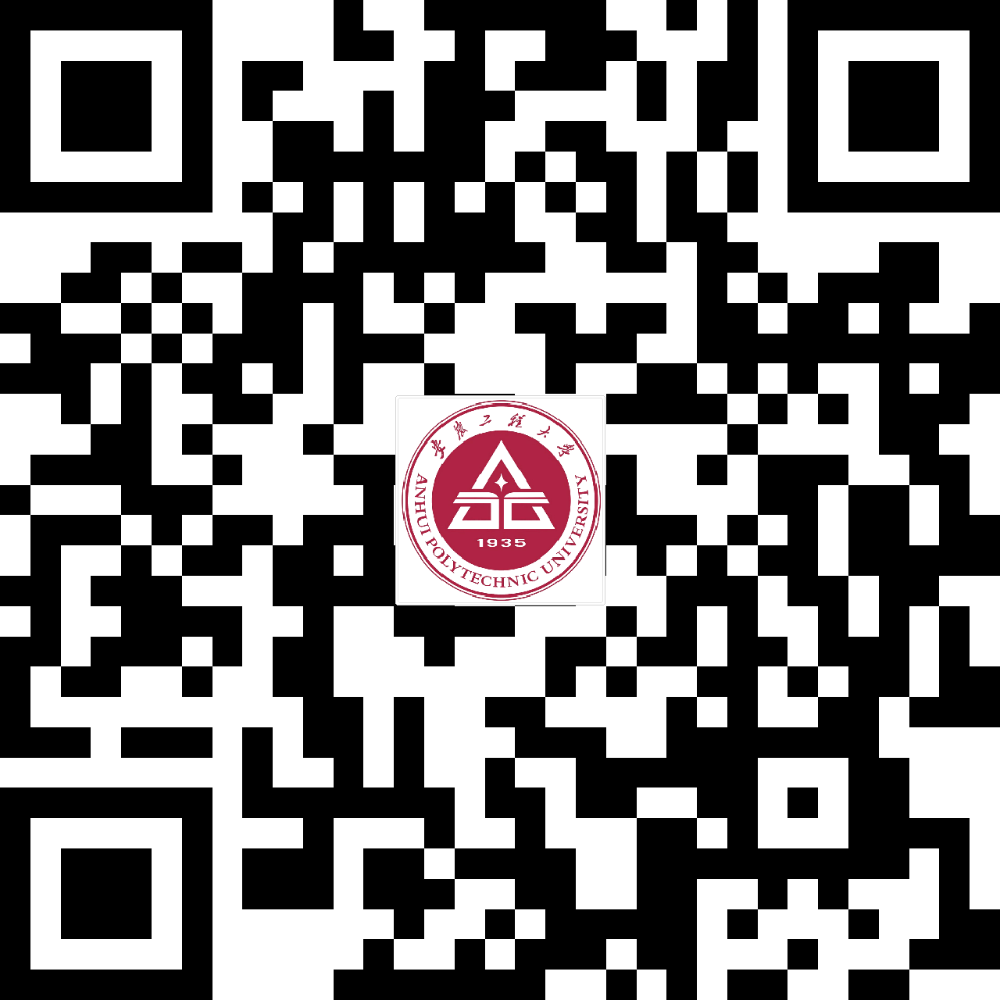 安徽工程大学
1935
ANHUI POLYTECHNIC UNIVERSITY